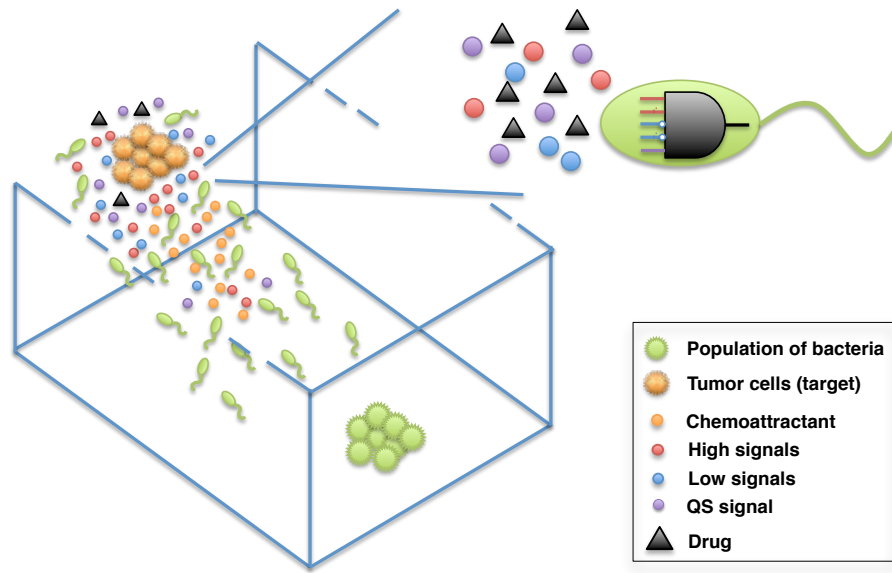 Population of bacteria
Tumor cells (target)
Chemoattractant
High signals
Low signals
QS signal
Drug